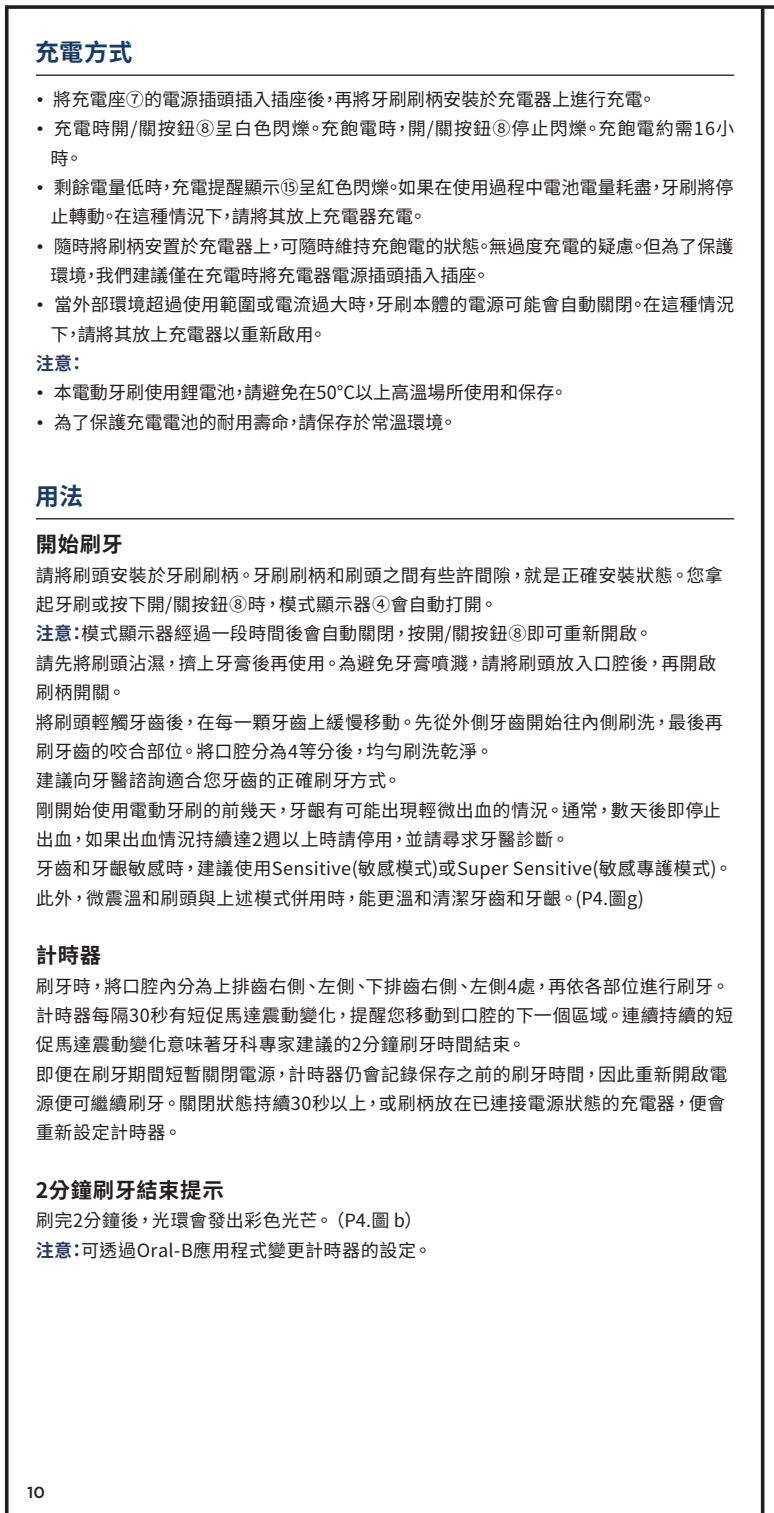 充電方式
• 將充電座⑦的電源插頭插入插座後，再將牙刷刷柄安裝於充電器上進行充電。
• 充電時開/關按鈕⑧呈白色閃爍。充飽電時，開/關按鈕⑧停止閃爍。充飽電約需16小
時。
• 剩餘電量低時，充電提醒顯示⑮呈紅色閃爍。如果在使用過程中電池電量耗盡，牙刷將停
止轉動。在這種情況下，請將其放上充電器充電。
• 隨時將刷柄安置於充電器上，可隨時維持充飽電的狀態。無過度充電的疑慮。但為了保護
環境，我們建議僅在充電時將充電器電源插頭插入插座。
• 當外部環境超過使用範圍或電流過大時，牙刷本體的電源可能會自動關閉。在這種情況
下，請將其放上充電器以重新啟用。
注意：
• 本電動牙刷使用鋰電池，請避免在50°C以上高溫場所使用和保存。
• 為了保護充電電池的耐用壽命，請保存於常溫環境。
用法
開始刷牙
請將刷頭安裝於牙刷刷柄。牙刷刷柄和刷頭之間有些許間隙，就是正確安裝狀態。您拿
起牙刷或按下開/關按鈕⑧時，模式顯示器④會自動打開。
注意：模式顯示器經過一段時間後會自動關閉，按開/關按鈕⑧即可重新開啟。
請先將刷頭沾濕，擠上牙膏後再使用。為避免牙膏噴濺，請將刷頭放入口腔後，再開啟
刷柄開關。
將刷頭輕觸牙齒後，在每一顆牙齒上緩慢移動。先從外側牙齒開始往內側刷洗，最後再
刷牙齒的咬合部位。將口腔分為4等分後，均勻刷洗乾淨。
建議向牙醫諮詢適合您牙齒的正確刷牙方式。
剛開始使用電動牙刷的前幾天，牙齦有可能出現輕微出血的情況。通常，數天後即停止
出血，如果出血情況持續達2週以上時請停用，並請尋求牙醫診斷。
牙齒和牙齦敏感時，建議使用Sensitive(敏感模式)或Super Sensitive(敏感專護模式)。
此外，微震溫和刷頭與上述模式併用時，能更溫和清潔牙齒和牙齦。(P4.圖g)
計時器
刷牙時，將口腔內分為上排齒右側、左側、下排齒右側、左側4處，再依各部位進行刷牙。
計時器每隔30秒有短促馬達震動變化，提醒您移動到口腔的下一個區域。連續持續的短
促馬達震動變化意味著牙科專家建議的2分鐘刷牙時間結束。
即便在刷牙期間短暫關閉電源，計時器仍會記錄保存之前的刷牙時間，因此重新開啟電
源便可繼續刷牙。關閉狀態持續30秒以上，或刷柄放在已連接電源狀態的充電器，便會
重新設定計時器。
2分鐘刷牙結束提示
刷完2分鐘後，光環會發出彩色光芒。（P4.圖 b）
注意：可透過Oral-B應用程式變更計時器的設定。
10